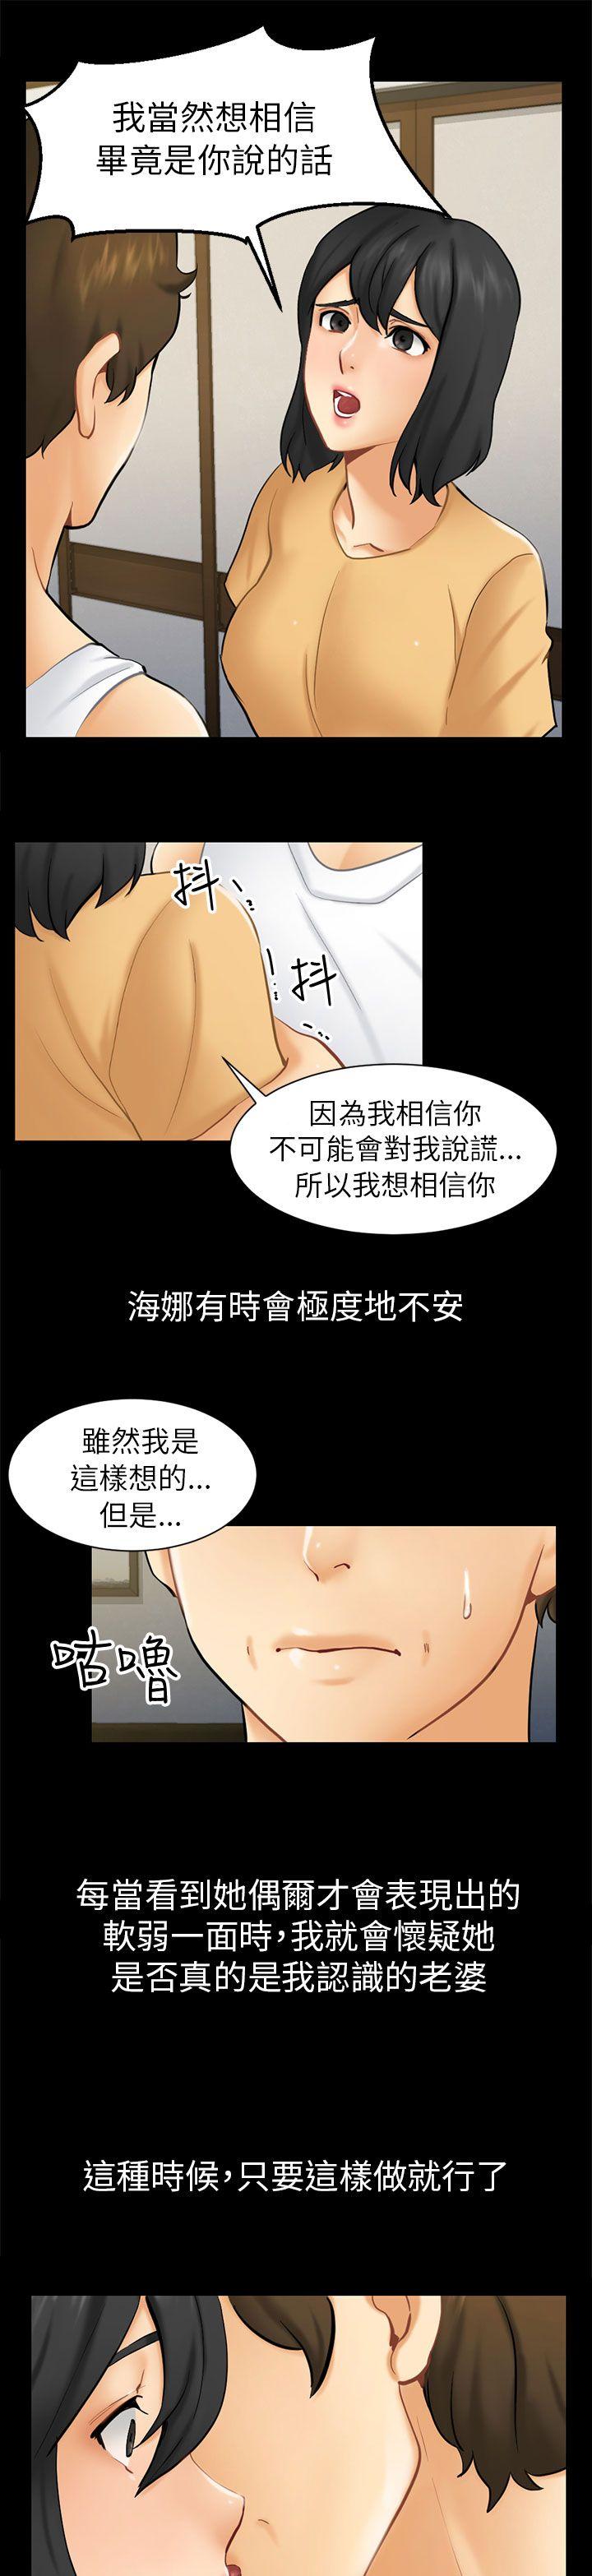 我當然想相信
畢竟是你說的話
抖
抖
因為我相信你
不可能會對我說謊…
所以我想相信你
海娜有時會極度地不安
雖然我是
這樣想的…
但是…
咕嚕
每當看到她偶爾才會表現出的
軟弱一面時,我就會懷疑她
是否真的是我認識的老婆
這種時候,只要這樣做就行了